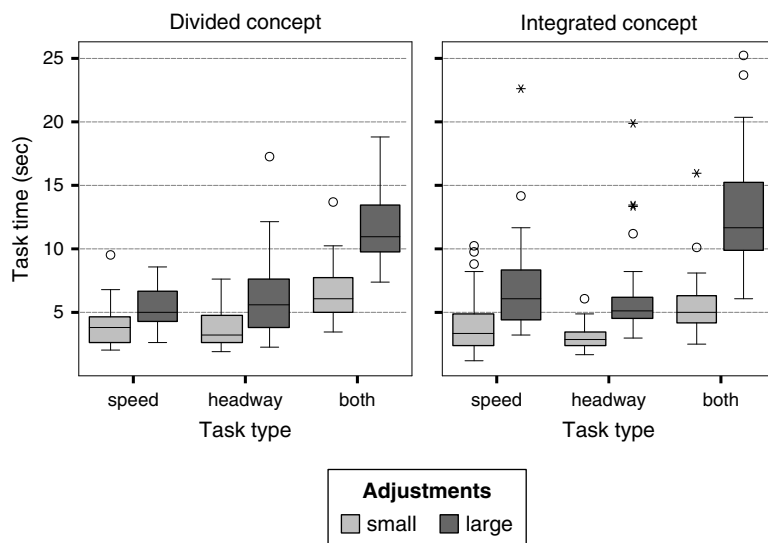 Divided concept
Integrated concept
Task time (sec)
25
20
15
10
5
speed headway both
speed headway both
Task type
Task type
Adjustments
small large